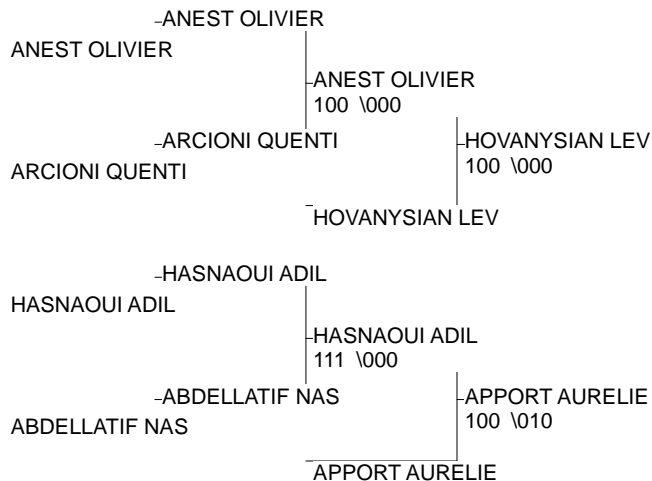 ANEST OLIVIER
ANEST OLIVIER
ANEST OLIVIER
100 \000
ARCIONI QUENTI
HOVANYSIAN LEV
100 \000
ARCIONI QUENTI
HOVANYSIAN LEV
HASNAOUI ADIL
HASNAOUI ADIL
HASNAOUI ADIL
111 \000
ABDELLATIF NAS
APPORT AURELIE
100 \010
ABDELLATIF NAS
APPORT AURELIE